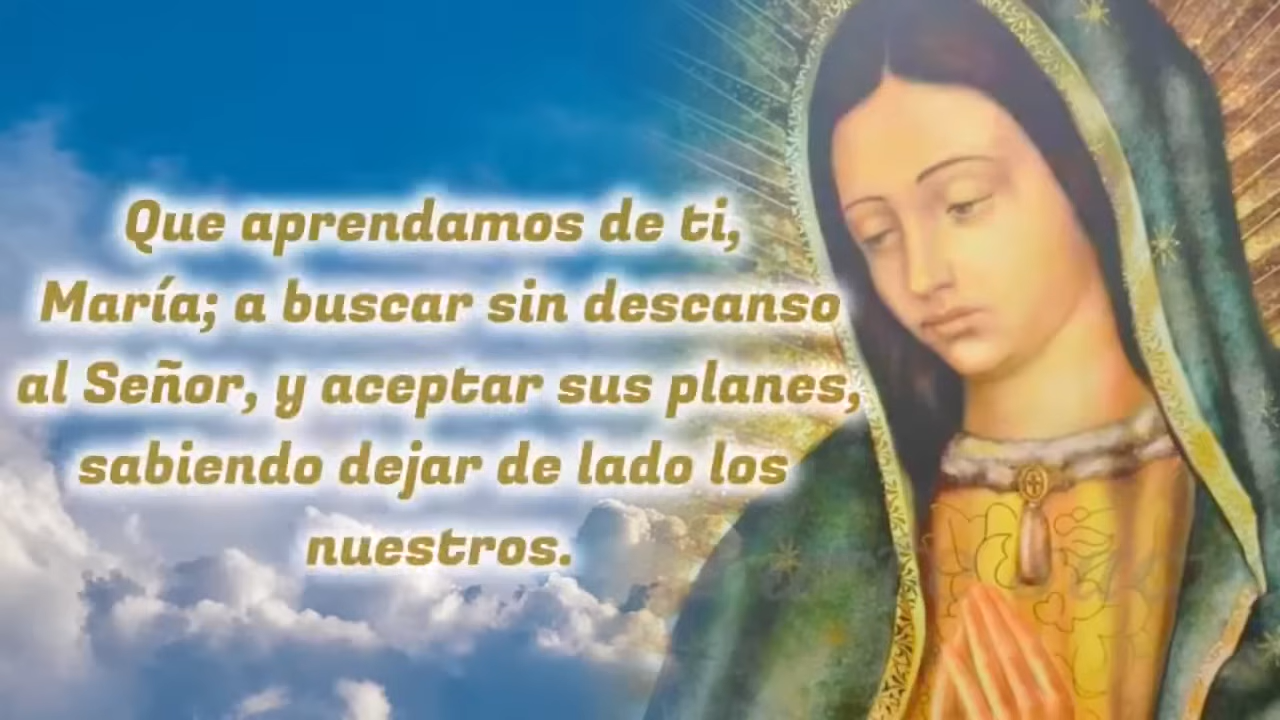 Que aprendamos de ti,
María; a buscar sin descanso
al Señor, y aceptar sus planes,
sabiendo dejar de lado los
nuestros.